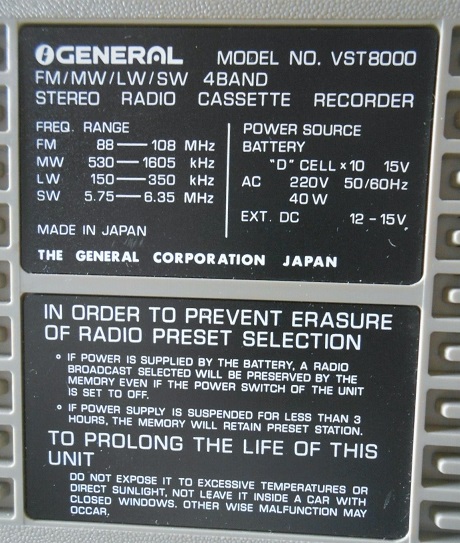 GENERAL MODEL NO. VST8000
FM/MW/LW/SW 4BAND
STEREO RADIO CASSETTE RECORDER
FREQ. RANGE
FM 88—108 MHz
MW 530—1605 kHz
LW 150—350 kHz
SW 5.75—6.35 MHz
MADE IN JAPAN
POWER SOURCE
BATTERY
"D" CELL x 10 15V
AC 220V 50/60Hz
40W
EXT. DC 12-15V
THE GENERAL CORPORATION JAPAN
IN ORDER TO PREVENT ERASURE
OF RADIO PRESET SELECTION
° IF POWER IS SUPPLIED BY THE BATTERY, A RADIO
BROADCAST SELECTED WILL BE PRESERVED BY THE
MEMORY EVEN IF THE POWER SWITCH OF THE UNIT
IS SET TO OFF.
° IF POWER SUPPLY IS SUSPENDED FOR LESS THAN 3
HOURS, THE MEMORY WILL RETAIN PRESET STATION.
TO PROLONG THE LIFE OF THIS
UNIT
DO NOT EXPOSE IT TO EXCESSIVE TEMPERATURES OR
DIRECT SUNLIGHT, NOT LEAVE IT INSIDE A CAR WITH
CLOSED WINDOWS. OTHER WISE MALFUNCTION MAY
OCCAR.